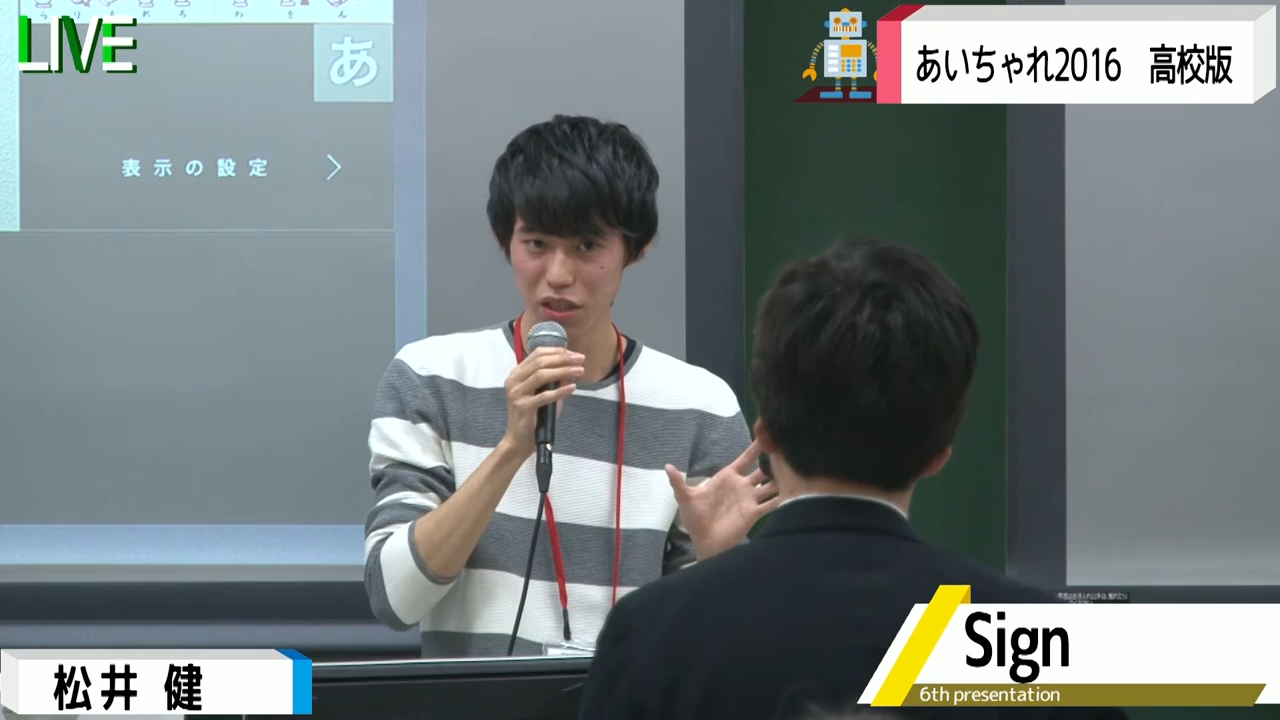 LIVE
あ
表示の設定
あいちゃれ2016　高校版
Sign
6th presentation
松井 健